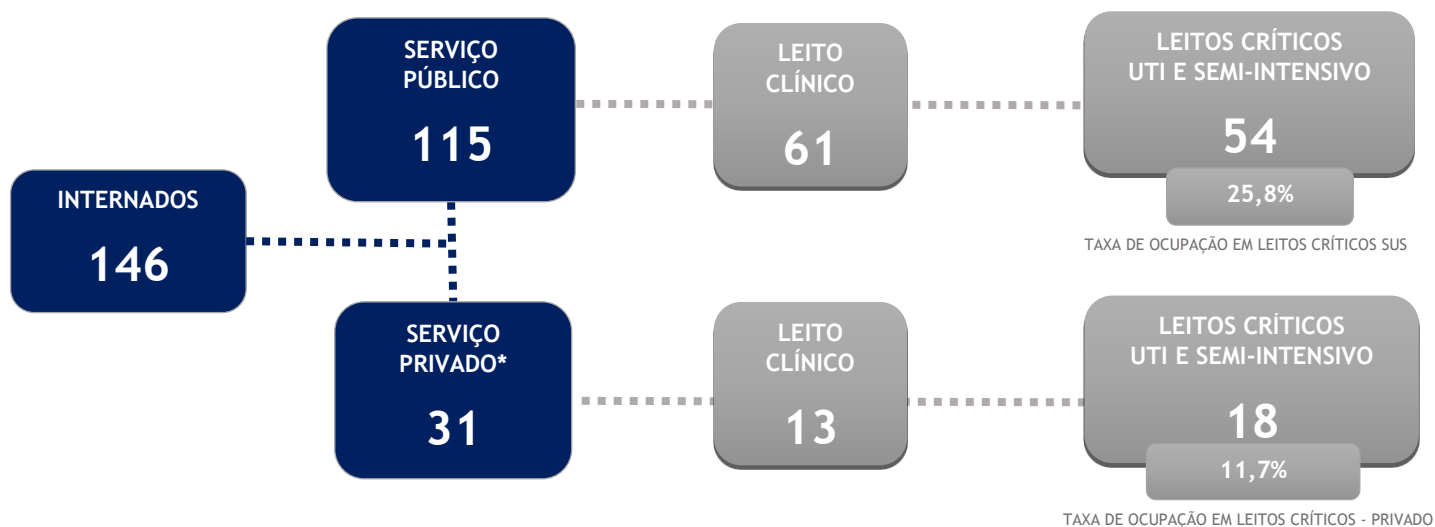 INTERNADOS
146
SERVIÇO
PÚBLICO
115
LEITO
CLÍNICO
61
LEITOS CRÍTICOS
UTI E SEMI-INTENSIVO
54
25,8%
TAXA DE OCUPAÇÃO EM LEITOS CRÍTICOS SUS
SERVIÇO
PRIVADO*
31
LEITO
CLÍNICO
13
LEITOS CRÍTICOS
UTI E SEMI-INTENSIVO
18
11,7%
TAXA DE OCUPAÇÃO EM LEITOS CRÍTICOS - PRIVADO